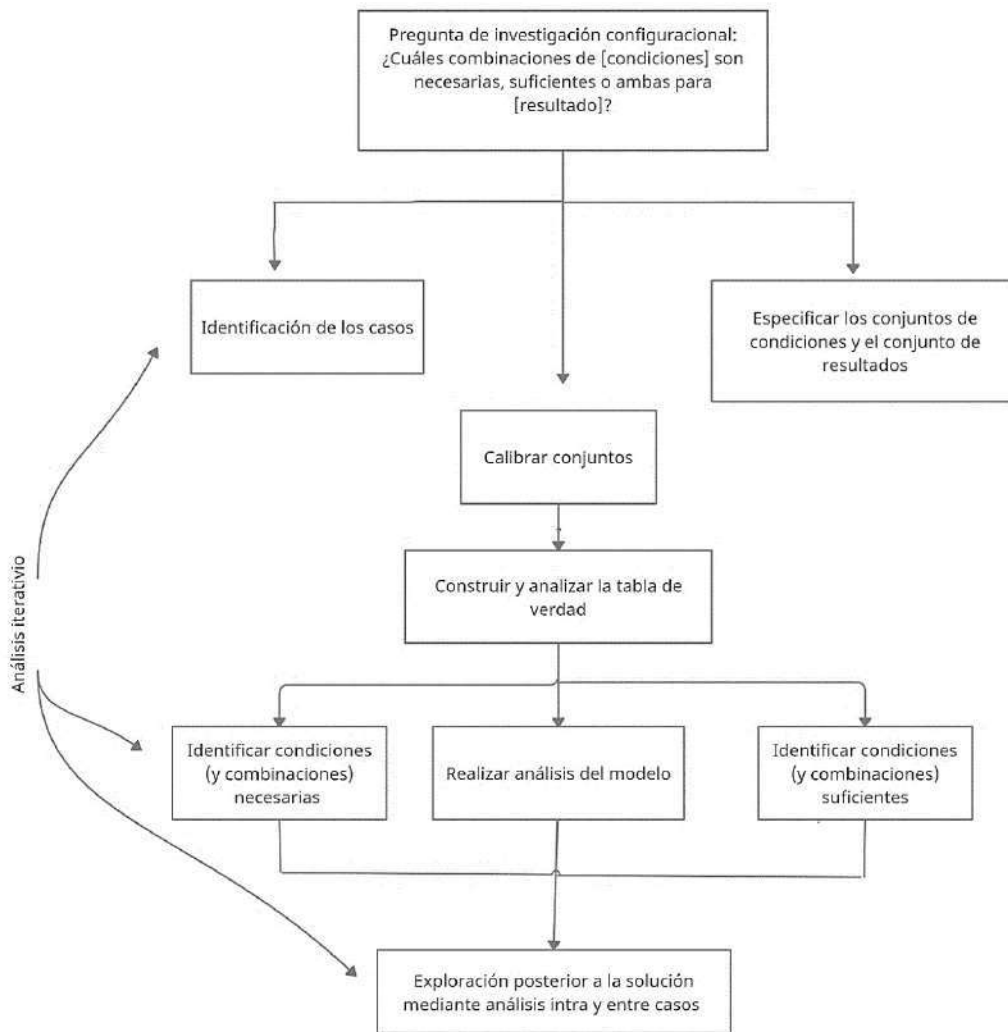 Pregunta de investigación configuracional:
¿Cuáles combinaciones de [condiciones] son
necesarias, suficientes o ambas para
[resultado]?
Identificación de los casos
Especificar los conjuntos de
condiciones y el conjunto de
resultados
Calibrar conjuntos
Construir y analizar la tabla de
verdad
Análisis iterativio
Identificar condiciones
(y combinaciones)
necesarias
Realizar análisis del modelo
Identificar condiciones
(y combinaciones)
suficientes
Exploración posterior a la solución
mediante análisis intra y entre casos